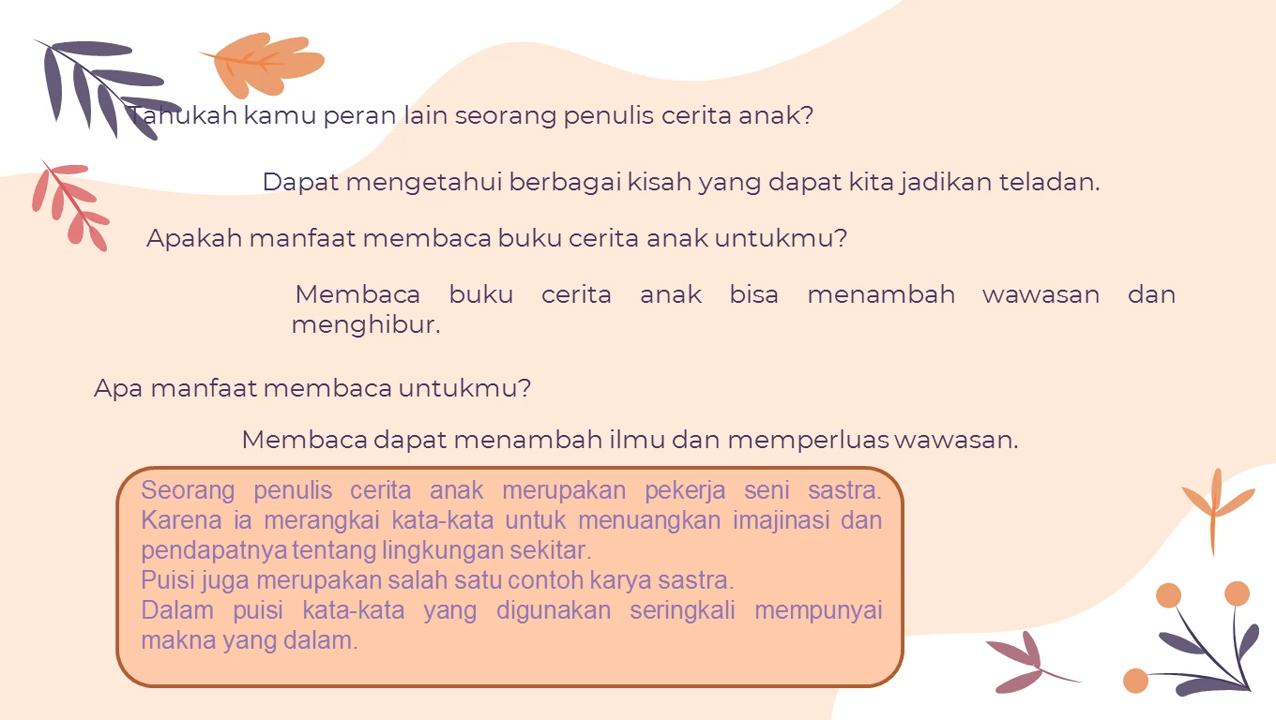 Tahukah kamu peran lain seorang penulis cerita anak?
Dapat mengetahui berbagai kisah yang dapat kita jadikan teladan.
Apakah manfaat membaca buku cerita anak untukmu?
Membaca buku cerita anak bisa menambah wawasan dan
menghibur.
Apa manfaat membaca untukmu?
Membaca dapat menambah ilmu dan memperluas wawasan.
Seorang penulis cerita anak merupakan pekerja seni sastra.
Karena ia merangkai kata-kata untuk menuangkan imajinasi dan
pendapatnya tentang lingkungan sekitar.
Puisi juga merupakan salah satu contoh karya sastra.
Dalam puisi kata-kata yang digunakan seringkali mempunyai
makna yang dalam.